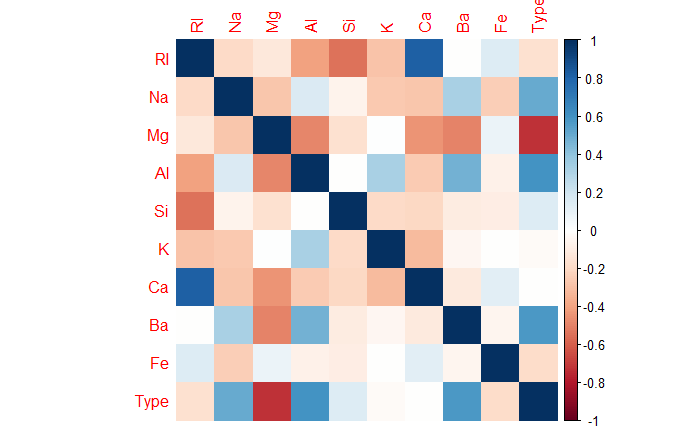 RI Na Mg Al Si K Ca Ba Fe Type
RI
Na
Mg
Al
Si
K
Ca
Ba
Fe
Type
1
0.8
0.6
0.4
0.2
0
-0.2
-0.4
-0.6
-0.8
-1